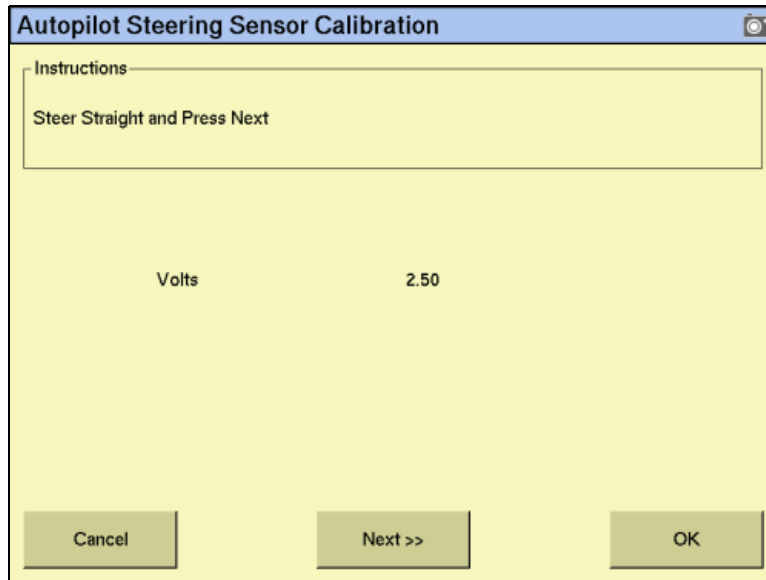 Autopilot Steering Sensor Calibration
Instructions
Steer Straight and Press Next
Volts 2.50
Cancel Next >> OK